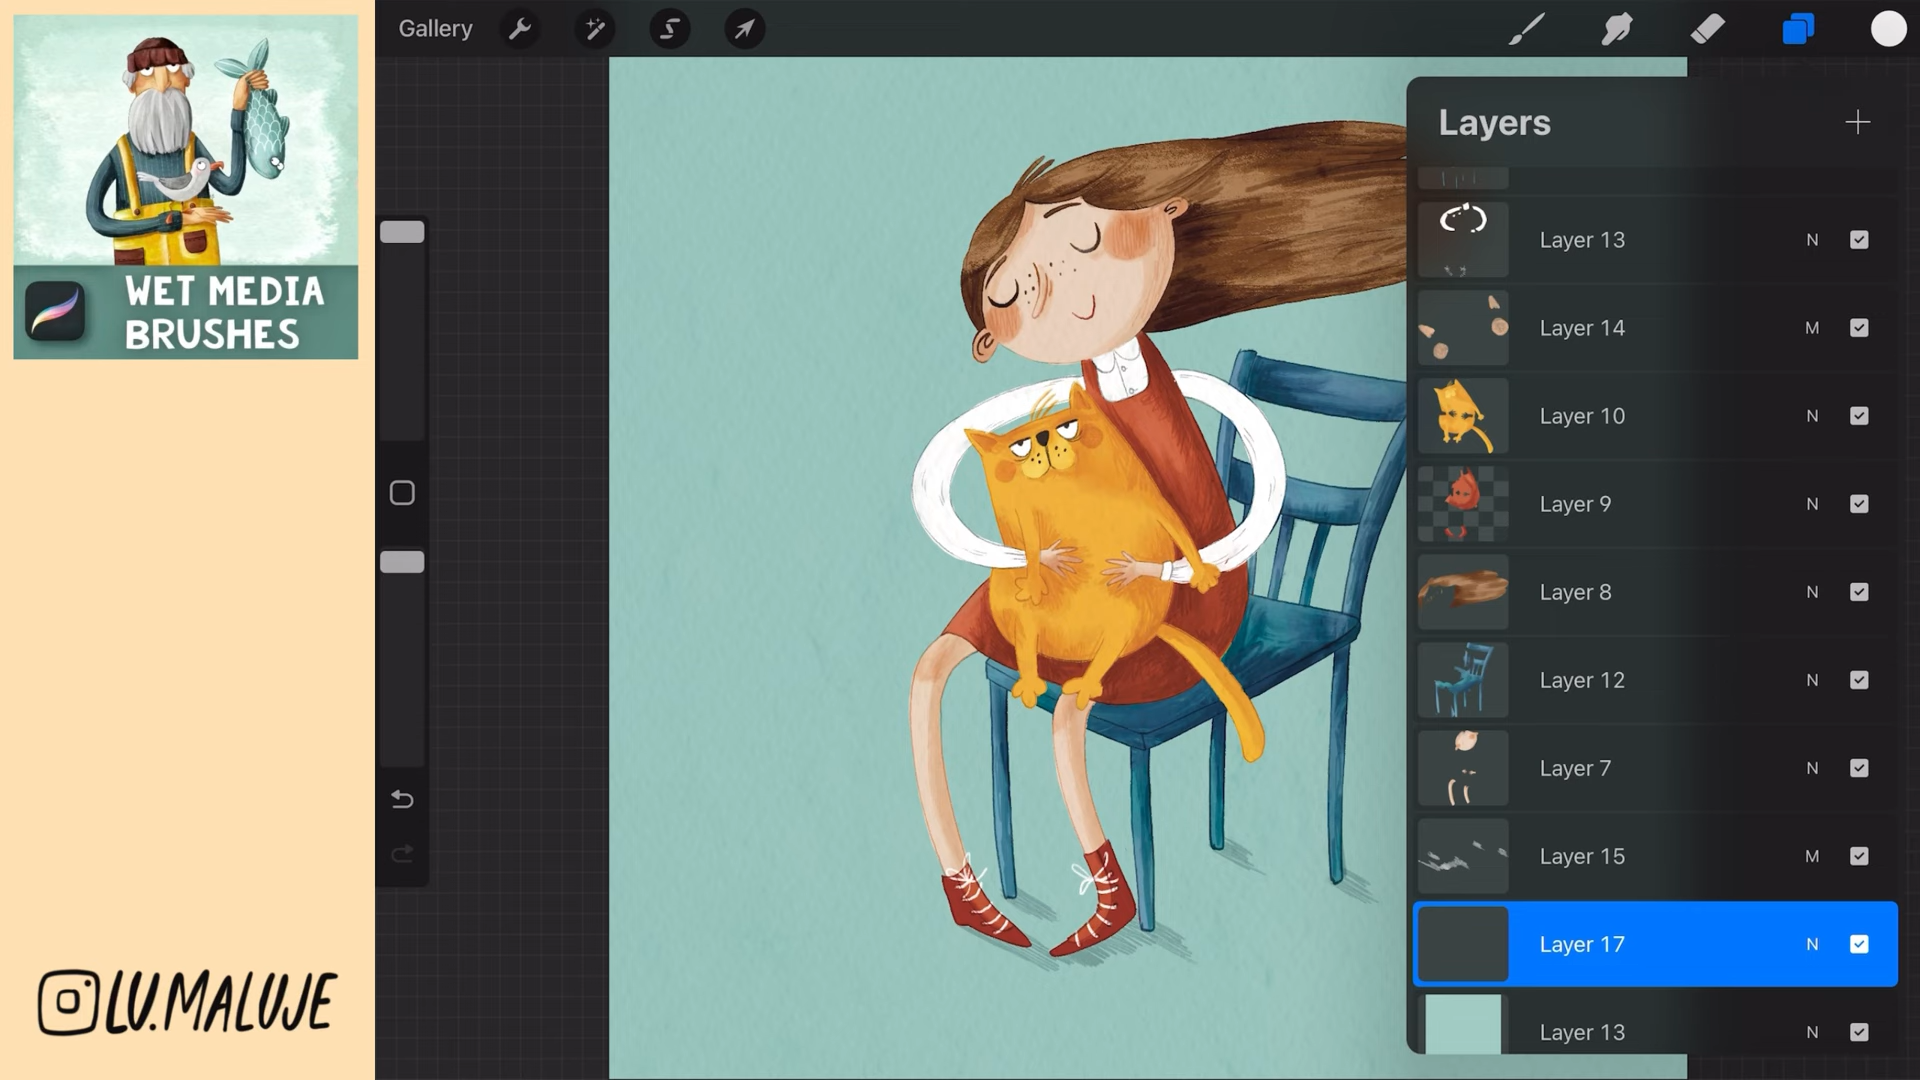 WET MEDIA
BRUSHES
LU.MALUJE
Gallery
Layers
Layer 13 N
Layer 14 M
Layer 10 N
Layer 9 N
Layer 8 N
Layer 12 N
Layer 7 N
Layer 15 M
Layer 17 N
Layer 13 N